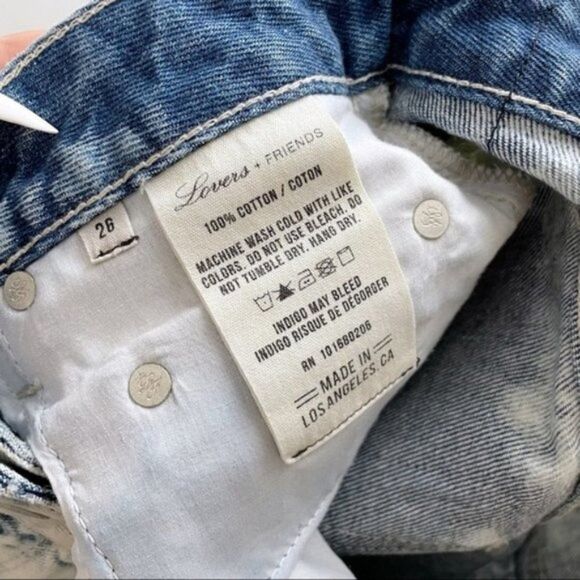 Lovers + FRIENDS
100% COTTON / COTON
MACHINE WASH COLD WITH LIKE
COLORS. DO NOT USE BLEACH. DO
NOT TUMBLE DRY. HANG DRY.
INDIGO MAY BLEED
INDIGO RISQUE DE DÉGORGER
RN 101680206
MADE IN
LOS ANGELES, CA
26